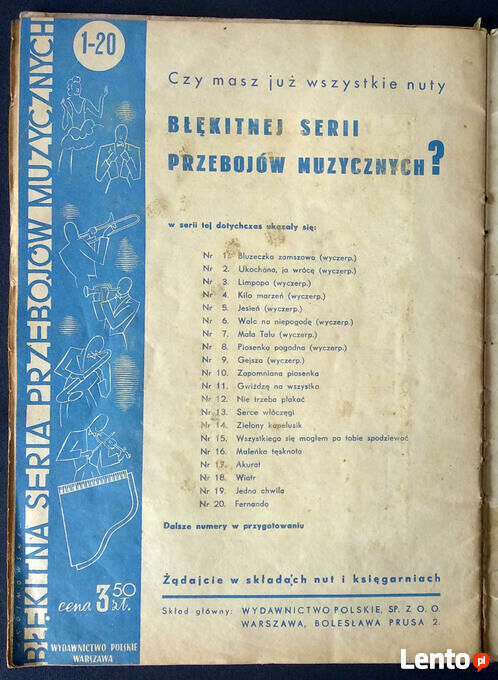 BŁĘKITNA SERIA PRZEBOJÓW MUZYCZNYCH
1-20
cena 3 50 zł.
WYDAWNICTWO POLSKIE
WARSZAWA
Czy masz już wszystkie nuty
BŁĘKITNEJ SERII
PRZEBOJÓW MUZYCZNYCH?
w serii tej dotychczas ukazały się:
Nr 1. Bluzeczka zamszowa (wyczerp.)
Nr 2. Ukochana, ja wrócę (wyczerp.)
Nr 3. Limpopo (wyczerp.)
Nr 4. Kilo marzeń (wyczerp.)
Nr 5. Jesień (wyczerp.)
Nr 6. Walc na niepogodę (wyczerp.)
Nr 7. Mała Talu (wyczerp.)
Nr 8. Piosenka pogodna (wyczerp.)
Nr 9. Gejsza (wyczerp.)
Nr 10. Zapomniana piosenka
Nr 11. Gwiżdżę na wszystko
Nr 12. Nie trzeba płakać
Nr 13. Serce włóczęgi
Nr 14. Zielony kapelusik
Nr 15. Wszystkiego się mogłem po tobie spodziewać
Nr 16. Maleńka tęsknota
Nr 17. Akurat
Nr 18. Wiatr
Nr 19. Jedna chwila
Nr 20. Fernando
Dalsze numery w przygotowaniu
Żądajcie w składach nut i księgarniach
Skład główny: WYDAWNICTWO POLSKIE, SP. Z O. O.
WARSZAWA, BOLESŁAWA PRUSA 2.
Lento.pl